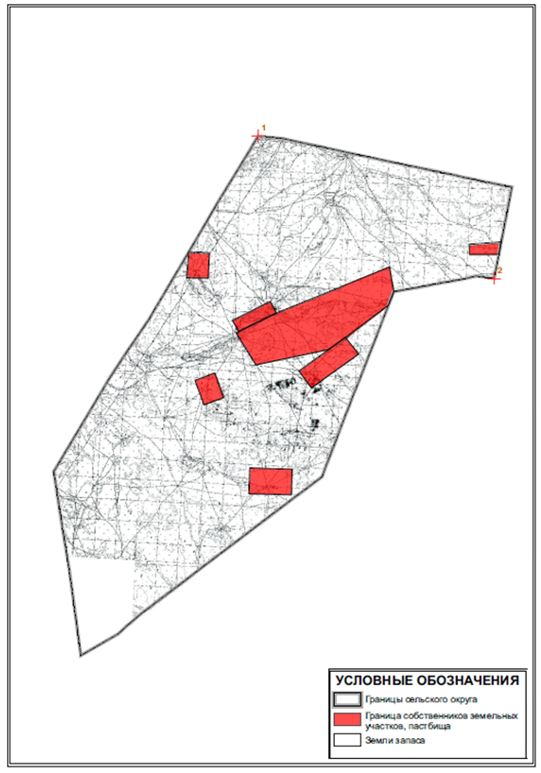 1
2
УСЛОВНЫЕ ОБОЗНАЧЕНИЯ
Границы сельского округа
Граница собственников земельных
участков, пастбища
Земли запаса